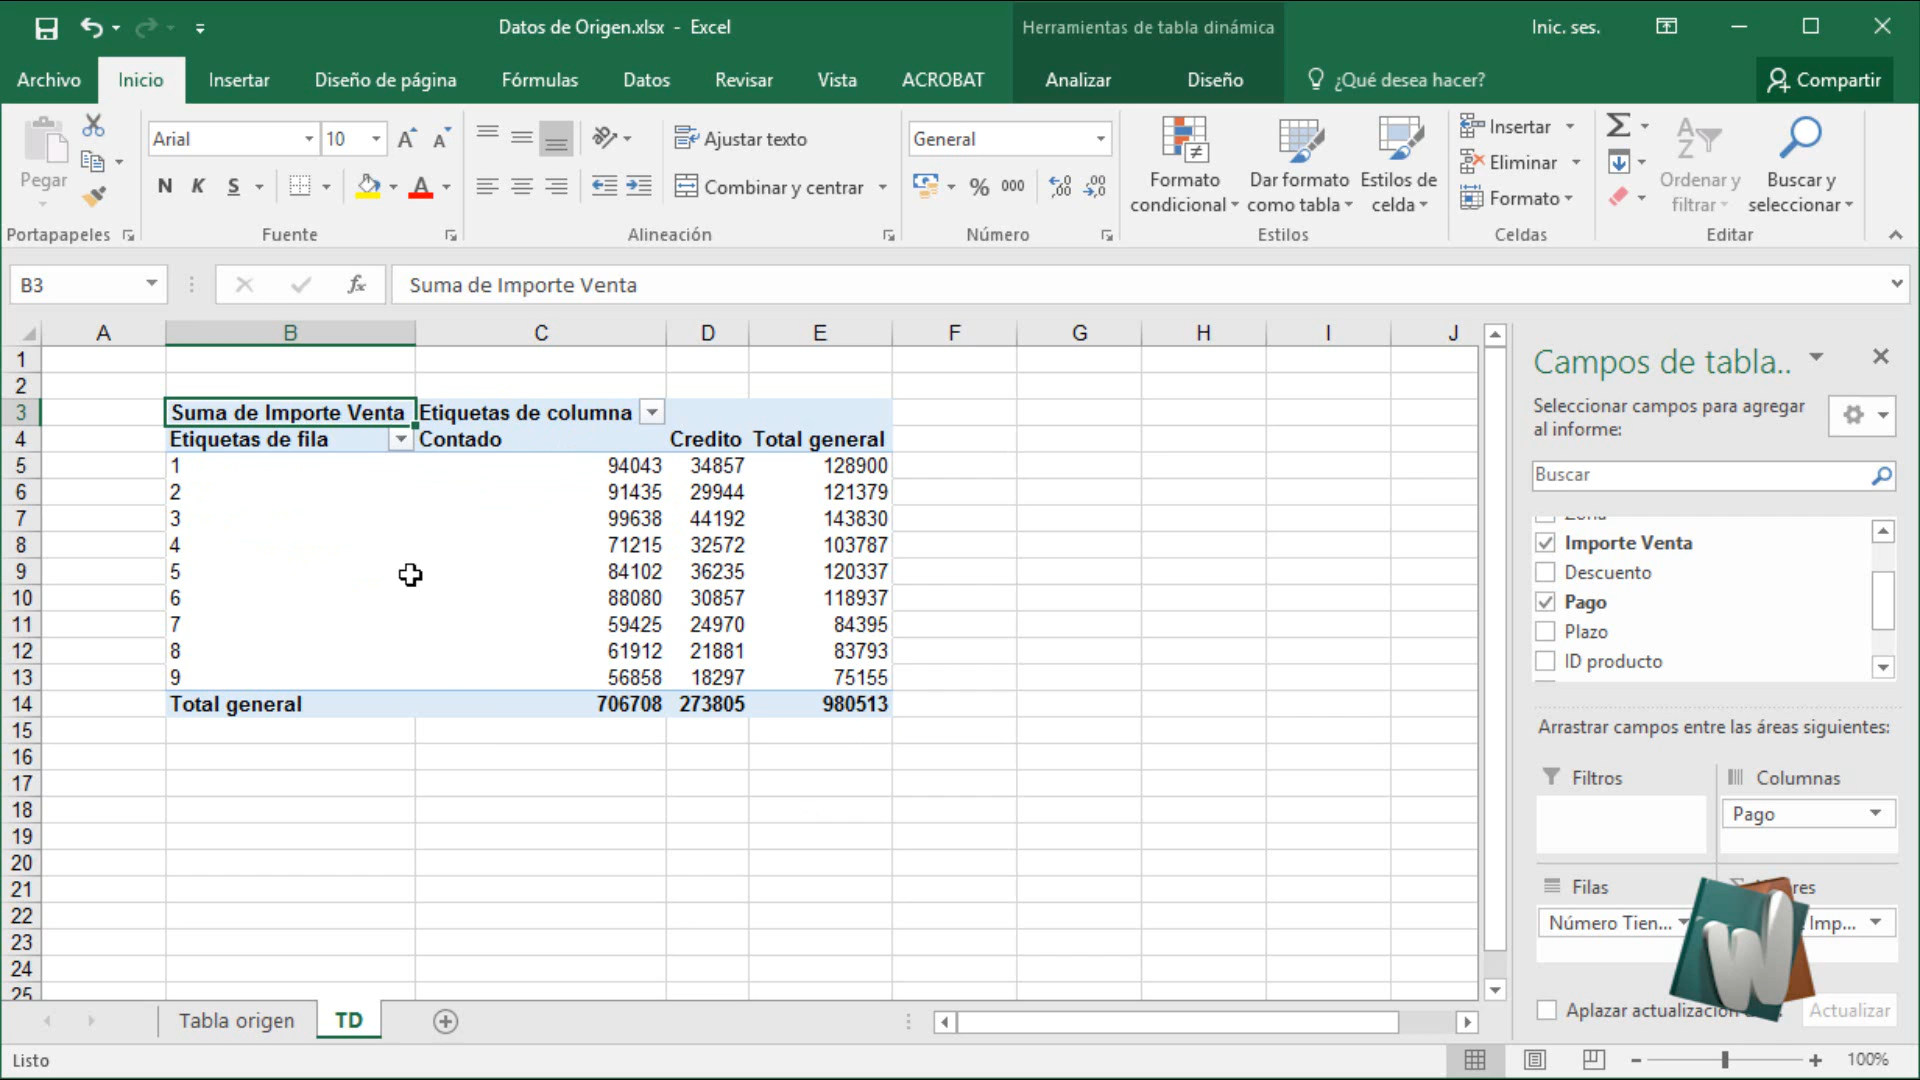 Datos de Origen.xlsx - Excel
Herramientas de tabla dinámica
Inic. ses.
Archivo Inicio Insertar Diseño de página Fórmulas Datos Revisar Vista ACROBAT Analizar Diseño ¿Qué desea hacer? Compartir
Pegar
Portapapeles
Arial 10
N K S
Fuente
Ajustar texto
Combinar y centrar
Alineación
General
% 000
Número
Formato condicional
Dar formato como tabla
Estilos de celda
Estilos
Insertar
Eliminar
Formato
Celdas
Ordenar y filtrar
Buscar y seleccionar
Editar
B3 fx Suma de Importe Venta
A B C D E F G H I J
1
2
3 Suma de Importe Venta Etiquetas de columna
4 Etiquetas de fila Contado Credito Total general
5 1 94043 34857 128900
6 2 91435 29944 121379
7 3 99638 44192 143830
8 4 71215 32572 103787
9 5 84102 36235 120337
10 6 88080 30857 118937
11 7 59425 24970 84395
12 8 61912 21881 83793
13 9 56858 18297 75155
14 Total general 706708 273805 980513
15
16
17
18
19
20
21
22
23
24
25
Campos de tabla..
Seleccionar campos para agregar
al informe:
Buscar
Importe Venta
Descuento
Pago
Plazo
ID producto
Arrastrar campos entre las áreas siguientes:
Filtros
Columnas
Pago
Filas
Número Tien...
Imp...
Aplazar actualización
Actualizar
Tabla origen TD
Listo
100%